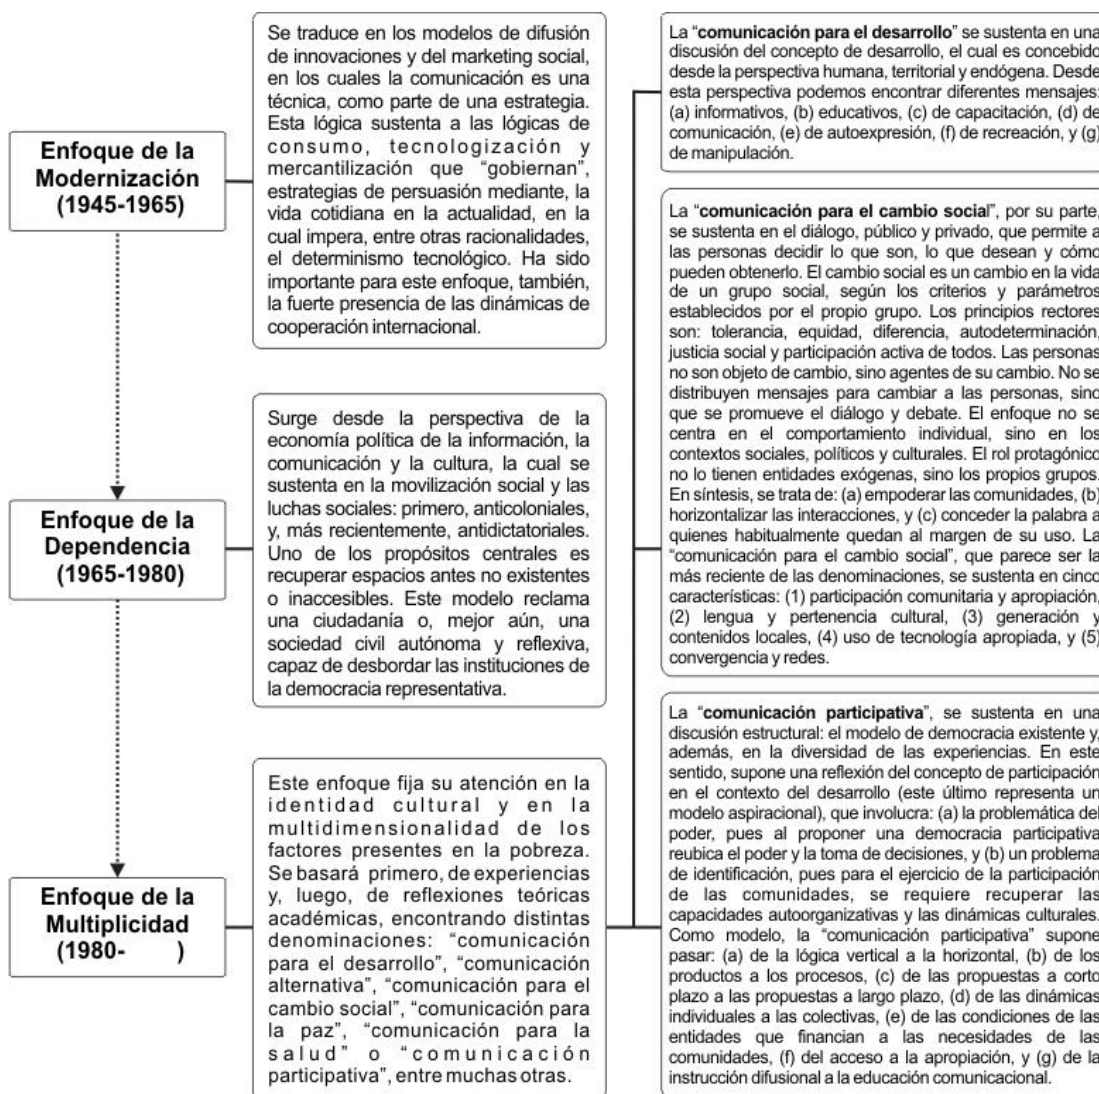 Enfoque de la
Modernización
(1945-1965)
Se traduce en los modelos de difusión
de innovaciones y del marketing social,
en los cuales la comunicación es una
técnica, como parte de una estrategia.
Esta lógica sustenta a las lógicas de
consumo, tecnologización y
mercantilización que “gobiernan”,
estrategias de persuasión mediante, la
vida cotidiana en la actualidad, en la
cual impera, entre otras racionalidades,
el determinismo tecnológico. Ha sido
importante para este enfoque, también,
la fuerte presencia de las dinámicas de
cooperación internacional.
Enfoque de la
Dependencia
(1965-1980)
Surge desde la perspectiva de la
economía política de la información, la
comunicación y la cultura, la cual se
sustenta en la movilización social y las
luchas sociales: primero, anticoloniales,
y, más recientemente, antidictatoriales.
Uno de los propósitos centrales es
recuperar espacios antes no existentes
o inaccesibles. Este modelo reclama
una ciudadanía o, mejor aún, una
sociedad civil autónoma y reflexiva,
capaz de desbordar las instituciones de
la democracia representativa.
Enfoque de la
Multiplicidad
(1980-      )
Este enfoque fija su atención en la
identidad cultural y en la
multidimensionalidad de los
factores presentes en la pobreza.
Se basará primero, de experiencias
y, luego, de reflexiones teóricas
académicas, encontrando distintas
denominaciones: “comunicación
para el desarrollo”, “comunicación
alternativa”, “comunicación para el
cambio social”, “comunicación para
la paz”, “comunicación para la
salud” o “comunicación
participativa”, entre muchas otras.
La “comunicación para el desarrollo” se sustenta en una
discusión del concepto de desarrollo, el cual es concebido
desde la perspectiva humana, territorial y endógena. Desde
esta perspectiva podemos encontrar diferentes mensajes:
(a) informativos, (b) educativos, (c) de capacitación, (d) de
comunicación, (e) de autoexpresión, (f) de recreación, y (g)
de manipulación.
La “comunicación para el cambio social”, por su parte,
se sustenta en el diálogo, público y privado, que permite a
las personas decidir lo que son, lo que desean y cómo
pueden obtenerlo. El cambio social es un cambio en la vida
de un grupo social, según los criterios y parámetros
establecidos por el propio grupo. Los principios rectores
son: tolerancia, equidad, diferencia, autodeterminación,
justicia social y participación activa de todos. Las personas
no son objeto de cambio, sino agentes de su cambio. No se
distribuyen mensajes para cambiar a las personas, sino
que se promueve el diálogo y debate. El enfoque no se
centra en el comportamiento individual, sino en los
contextos sociales, políticos y culturales. El rol protagónico
no lo tienen entidades exógenas, sino los propios grupos.
En síntesis, se trata de: (a) empoderar las comunidades, (b)
horizontalizar las interacciones, y (c) conceder la palabra a
quienes habitualmente quedan al margen de su uso. La
“comunicación para el cambio social”, que parece ser la
más reciente de las denominaciones, se sustenta en cinco
características: (1) participación comunitaria y apropiación,
(2) lengua y pertenencia cultural, (3) generación y
contenidos locales, (4) uso de tecnología apropiada, y (5)
convergencia y redes.
La “comunicación participativa”, se sustenta en una
discusión estructural: el modelo de democracia existente y,
además, en la diversidad de las experiencias. En este
sentido, supone una reflexión del concepto de participación
en el contexto del desarrollo (este último representa un
modelo aspiracional), que involucra: (a) la problemática del
poder, pues al proponer una democracia participativa
reubica el poder y la toma de decisiones, y (b) un problema
de identificación, pues para el ejercicio de la participación
de las comunidades, se requiere recuperar las
capacidades autoorganizativas y las dinámicas culturales.
Como modelo, la “comunicación participativa” supone
pasar: (a) de la lógica vertical a la horizontal, (b) de los
productos a los procesos, (c) de las propuestas a corto
plazo a las propuestas a largo plazo, (d) de las dinámicas
individuales a las colectivas, (e) de las condiciones de las
entidades que financian a las necesidades de las
comunidades, (f) del acceso a la apropiación, y (g) de la
instrucción difusional a la educación comunicacional.